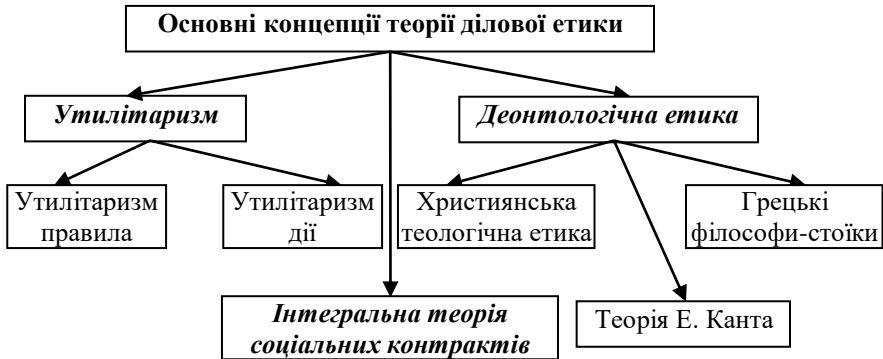 Основні концепції теорії ділової етики
Утилітаризм
Деонтологічна етика
Утилітаризм
правила
Утилітаризм
дії
Християнська
теологічна етика
Грецькі
філософи-стоїки
Інтегральна теорія
соціальних контрактів
Теорія Е. Канта